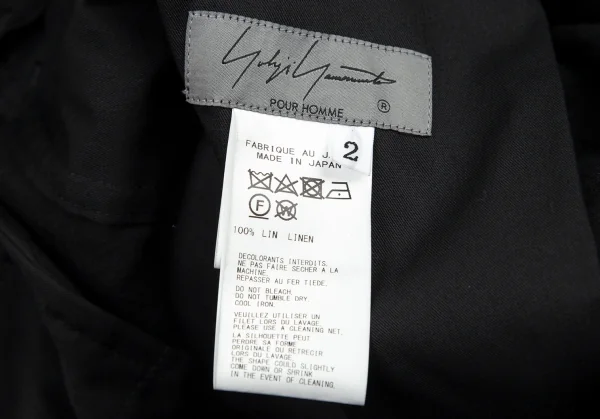 Yohji Yamamoto
POUR HOMME ®
FABRIQUE AU J. 2
MADE IN JAPAN
F W
100% LIN LINEN
DECOLORANTS INTERDITS.
NE PAS FAIRE SECHER A LA
MACHINE.
REPASSER AU FER TIEDE.
DO NOT BLEACH.
DO NOT TUMBLE DRY
COOL IRON.
VEUILLEZ UTILISER UN
FILET LORS DU LAVAGE
PLEASE USE A CLEANING NET.
LA SILHOUETTE PEUT
PERDRE SA FORME
ORIGINALE OU RETRECIR
LORS DU LAVAGE
THE SHAPE COULD SLIGHTLY
COME DOWN OR SHRINK
IN THE EVENT OF CLEANING.